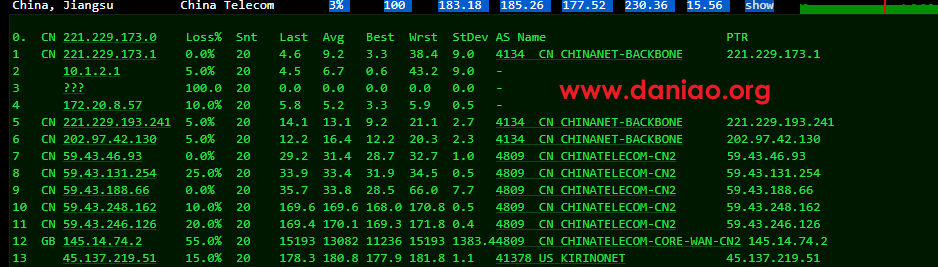 China, Jiangsu China Telecom 3% 100 183.18 185.26 177.52 230.36 15.56 show
0. CN 221.229.173.0 Loss% Snt Last Avg Best Wrst StDev AS Name PTR
1 CN 221.229.173.1 0.0% 20 4.6 9.2 3.3 38.4 9.0 4134 CN CHINANET-BACKBONE 221.229.173.1
2 10.1.2.1 5.0% 20 4.5 6.7 0.6 43.2 9.0 -
3 ??? 100.0 20 0.0 0.0 0.0 0.0 0.0 -
4 172.20.8.57 10.0% 20 5.8 5.2 3.3 5.9 0.5 -
www.daniao.org
5 CN 221.229.193.241 5.0% 20 14.1 13.1 9.2 21.1 2.7 4134 CN CHINANET-BACKBONE 221.229.193.241
6 CN 202.97.42.130 5.0% 20 12.2 16.4 12.2 20.3 2.3 4134 CN CHINANET-BACKBONE 202.97.42.130
7 CN 59.43.46.93 0.0% 20 29.2 31.4 28.7 32.7 1.0 4809 CN CHINATELECOM-CN2 59.43.46.93
8 CN 59.43.131.254 25.0% 20 33.9 33.4 31.9 34.5 0.5 4809 CN CHINATELECOM-CN2 59.43.131.254
9 CN 59.43.188.66 0.0% 20 35.7 33.8 28.5 66.0 7.7 4809 CN CHINATELECOM-CN2 59.43.188.66
10 CN 59.43.248.162 10.0% 20 169.6 169.6 168.0 170.8 0.5 4809 CN CHINATELECOM-CN2 59.43.248.162
11 CN 59.43.246.126 20.0% 20 169.4 170.1 169.3 171.8 0.4 4809 CN CHINATELECOM-CN2 59.43.246.126
12 GB 145.14.74.2 55.0% 20 15193 13082 11236 15193 1383.44809 CN CHINATELECOM-CORE-WAN-CN2 145.14.74.2
13 45.137.219.51 15.0% 20 178.3 180.8 177.9 181.8 1.1 41378 US KIRINONET